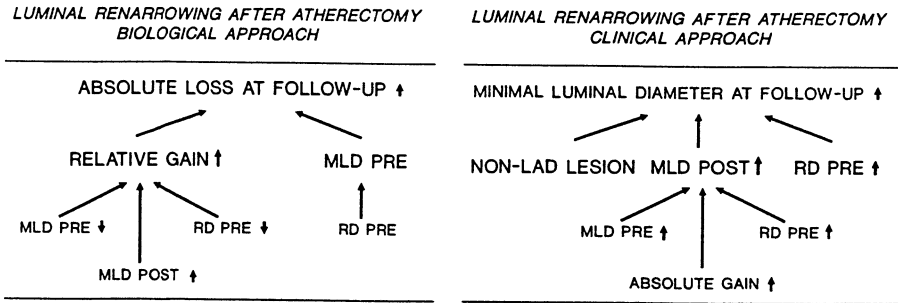 LUMINAL RENARROWING AFTER ATHERECTOMY
BIOLOGICAL APPROACH
ABSOLUTE LOSS AT FOLLOW-UP ↑
RELATIVE GAIN ↑ MLD PRE
MLD PRE ↓ RD PRE ↓ RD PRE
MLD POST ↑
LUMINAL RENARROWING AFTER ATHERECTOMY
CLINICAL APPROACH
MINIMAL LUMINAL DIAMETER AT FOLLOW-UP ↑
NON-LAD LESION MLD POST ↑ RD PRE ↑
MLD PRE ↑ RD PRE ↑
ABSOLUTE GAIN ↑